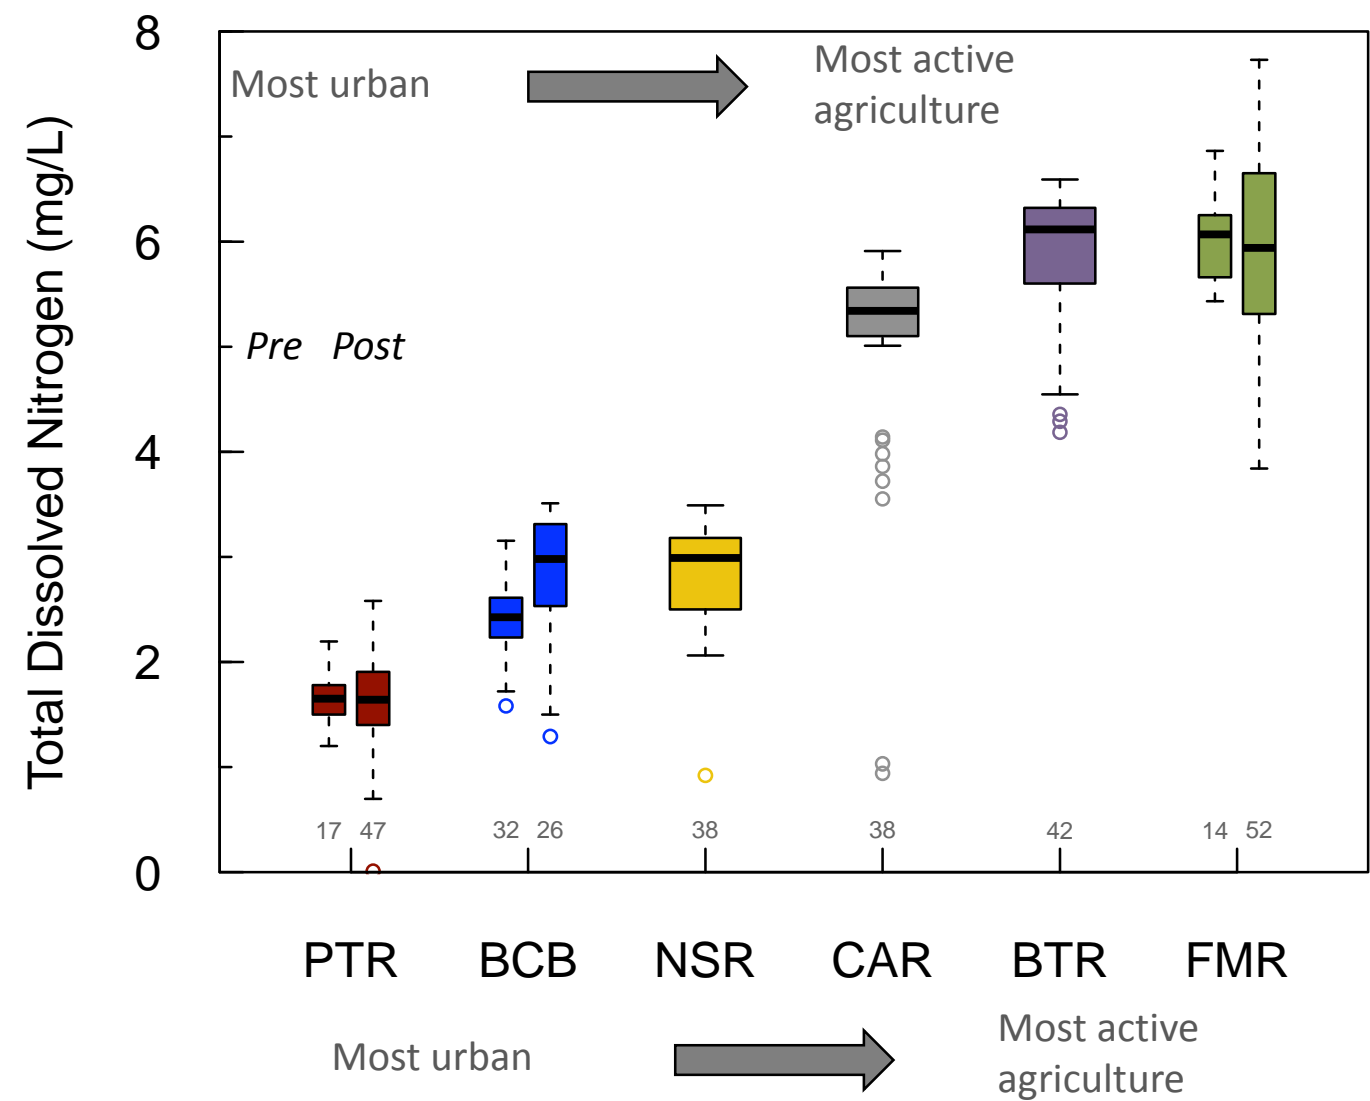 Total Dissolved Nitrogen (mg/L)
8
6
4
2
0
Most urban
Most active
agriculture
Pre Post
17 47 32 26 38 38 42 14 52
PTR BCB NSR CAR BTR FMR
Most urban
Most active
agriculture